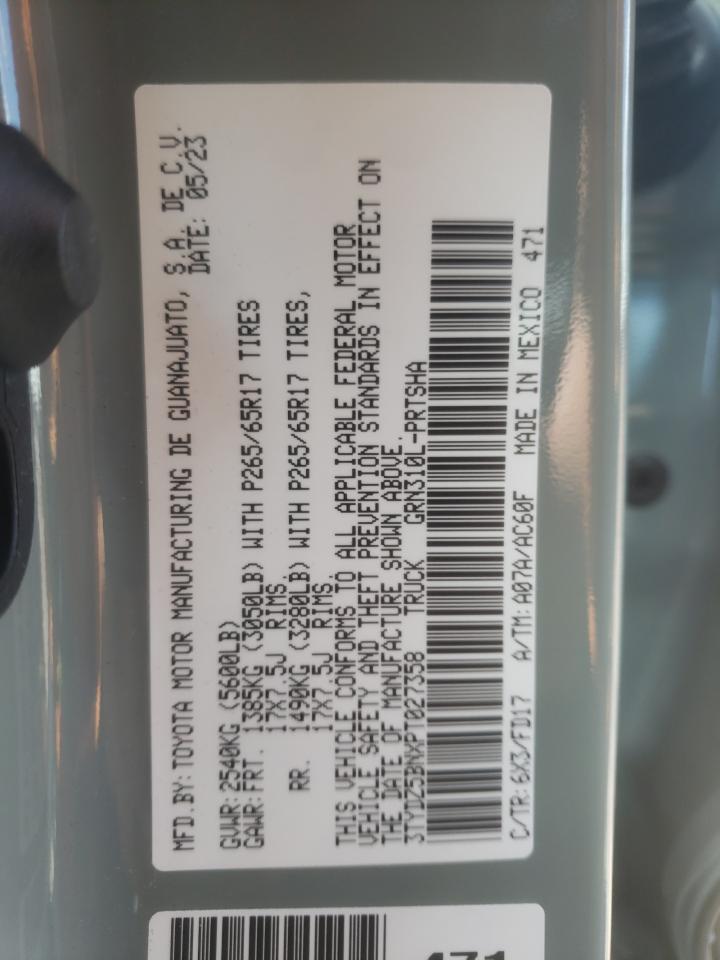 MFD.BY:TOYOTA MOTOR MANUFACTURING DE GUANAJUATO, S.A. DE C.V.
DATE: 05/23
GVWR:2540KG (5600LB)
GAWR:FRT. 1385KG (3050LB) WITH P265/65R17 TIRES
17X7.5J RIMS.
RR. 1490KG (3280LB) WITH P265/65R17 TIRES,
17X7.5J RIMS.
THIS VEHICLE CONFORMS TO ALL APPLICABLE FEDERAL MOTOR
VEHICLE SAFETY AND THEFT PREVENTION STANDARDS IN EFFECT ON
THE DATE OF MANUFACTURE SHOWN ABOVE.
3TYDZ5BNXPT027358 TRUCK GRN310L-PRTSHA
C/TR:6X3/FD17 A/TM:A07A/AC60F MADE IN MEXICO 471
471